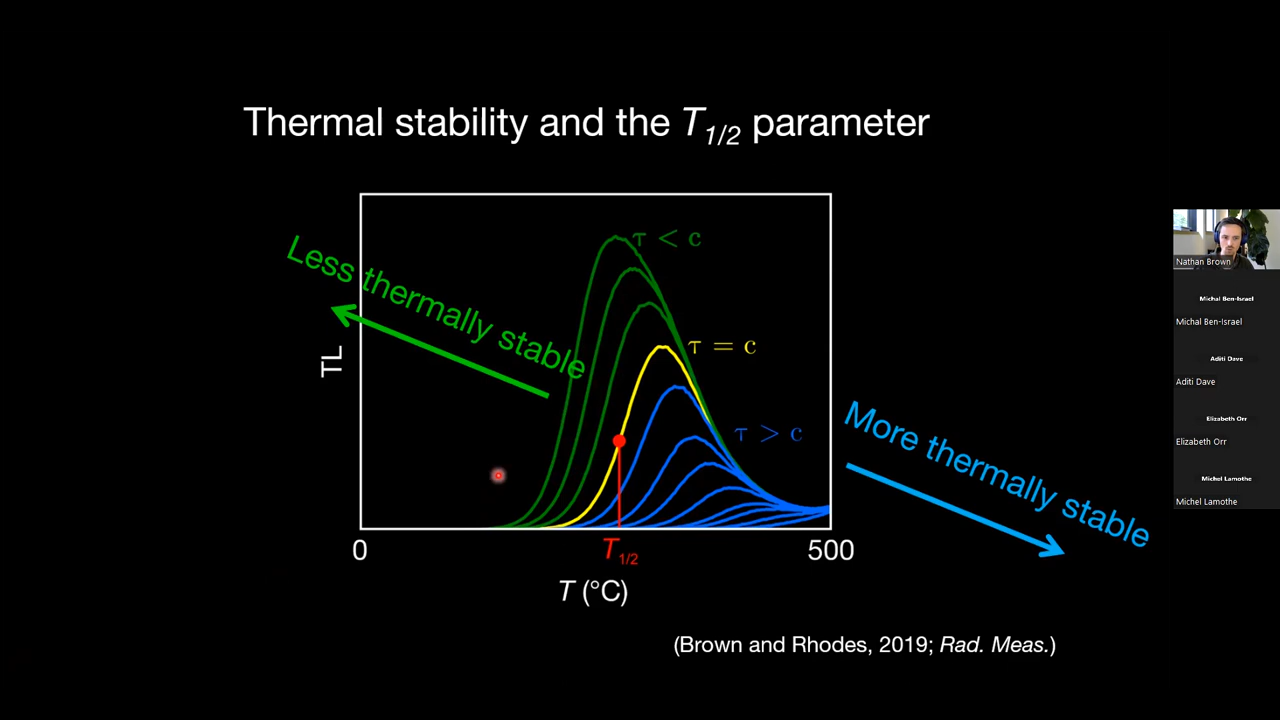 Thermal stability and the T1/2 parameter
Less thermally stable
τ < c
τ = c
τ > c
More thermally stable
TL
0
T1/2
500
T (°C)
(Brown and Rhodes, 2019; Rad. Meas.)
Nathan Brown
Michal Ben-Israel
Michal Ben-Israel
Aditi Dave
Aditi Dave
Elizabeth Orr
Elizabeth Orr
Michel Lamothe
Michel Lamothe